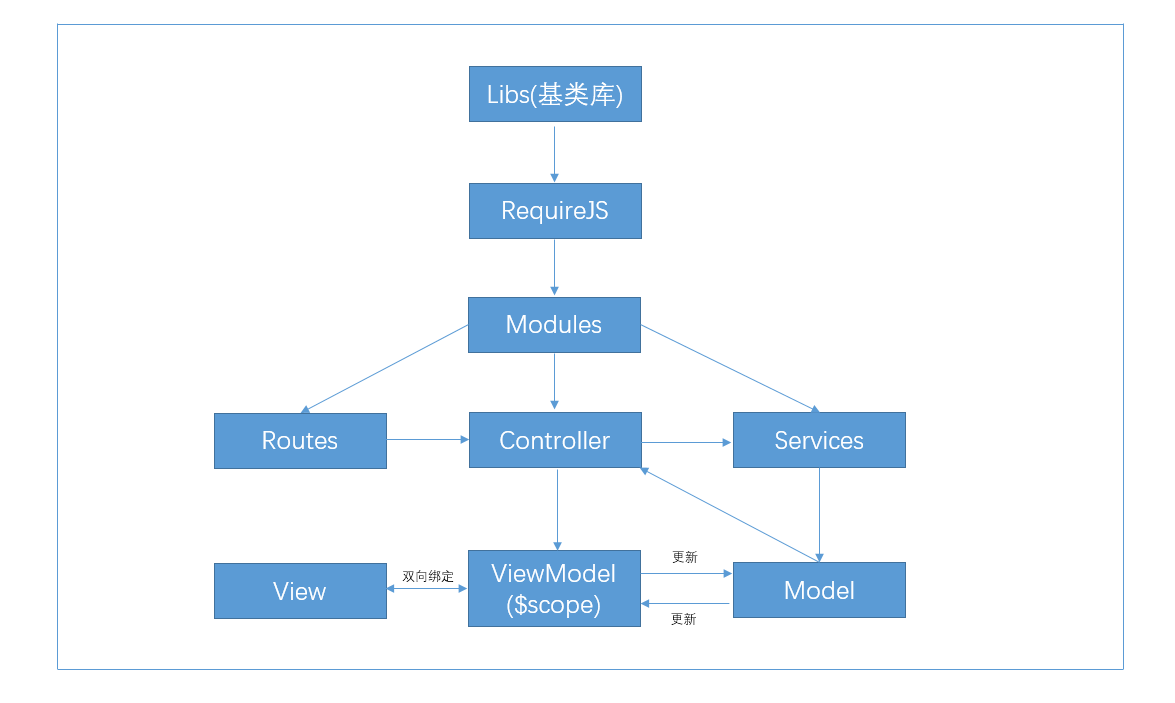 Libs(基类库)
RequireJS
Modules
Routes
Controller
Services
更新
双向绑定
View
ViewModel
($scope)
Model
更新